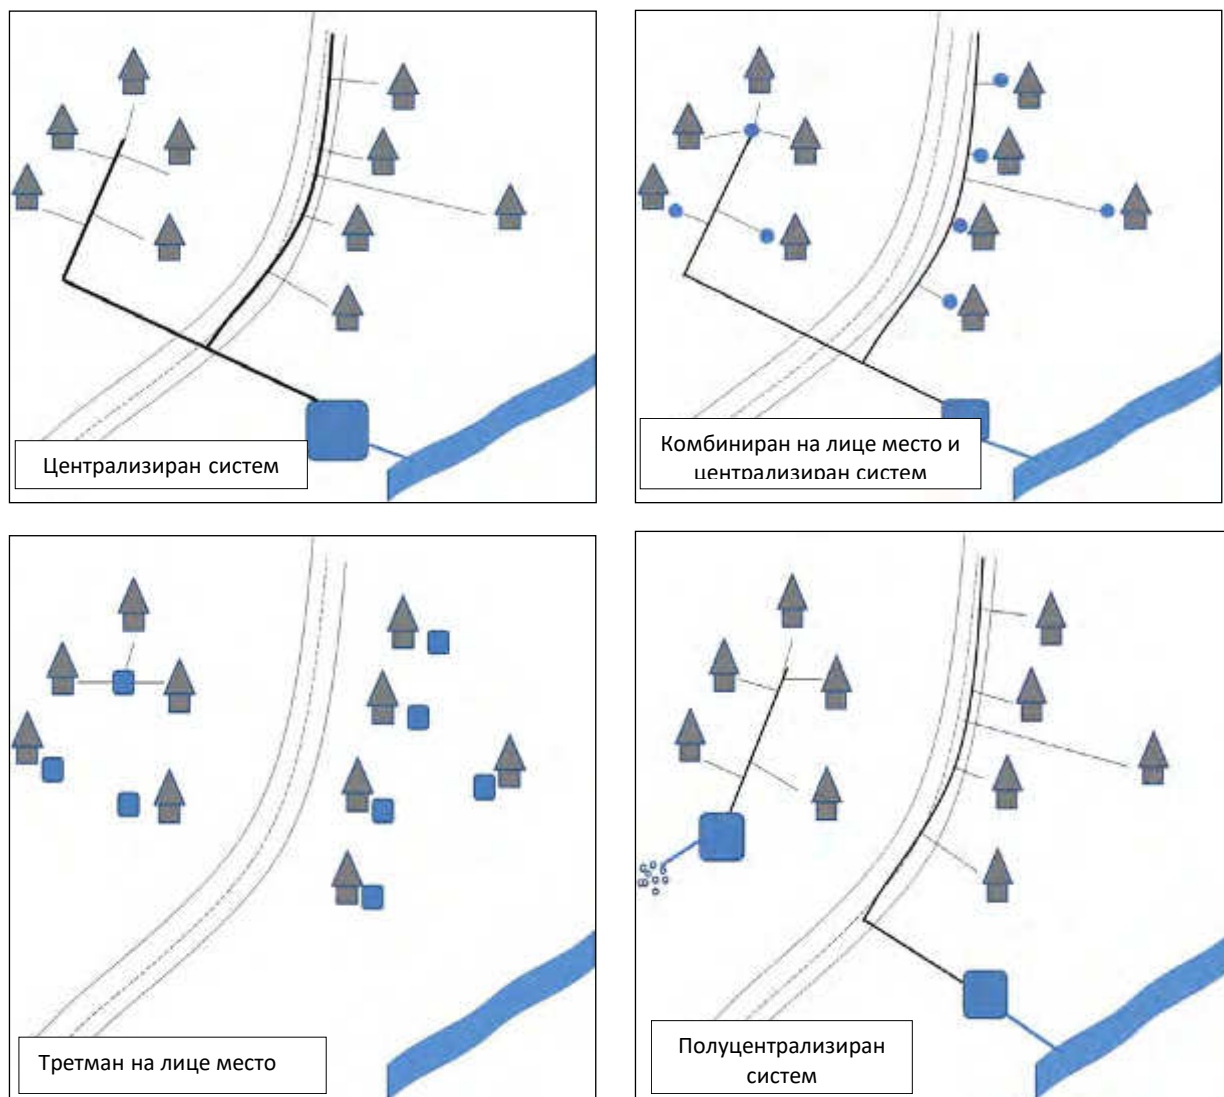 Централизиран систем
Комбиниран на лице место и
централизиран систем
Третман на лице место
Полуцентрализиран
систем